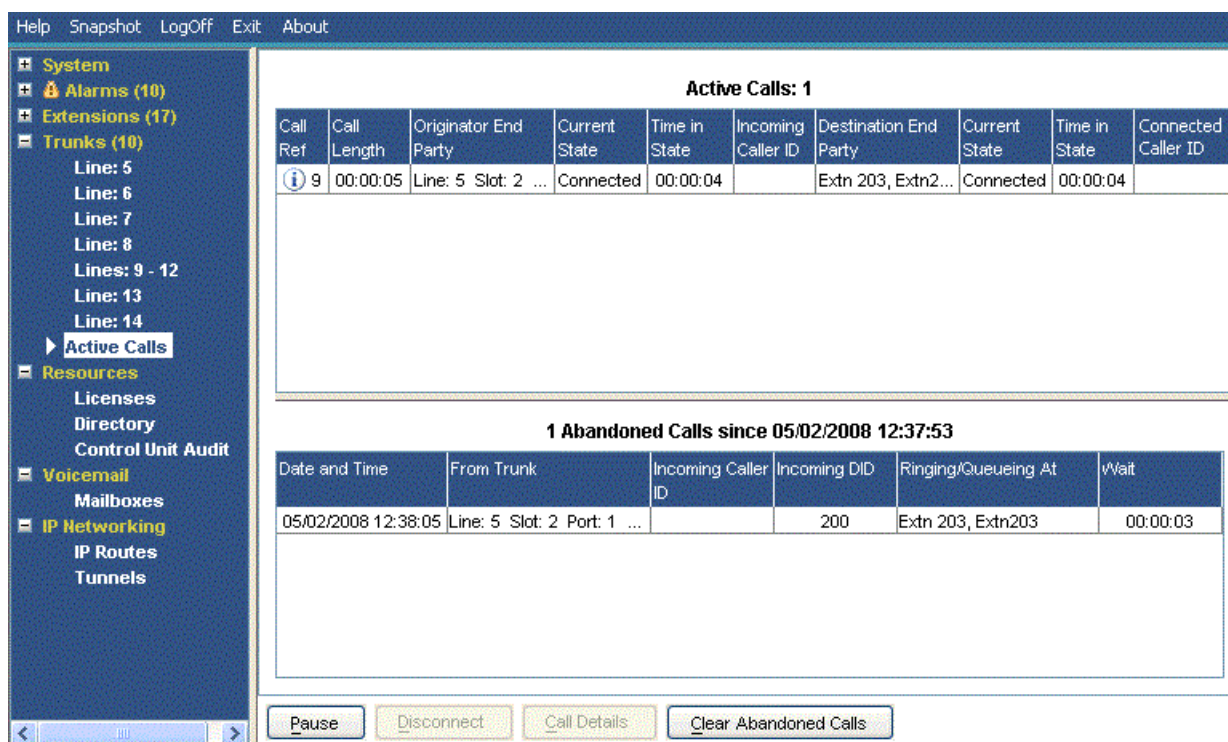 Help Snapshot LogOff Exit About
System
Alarms (10)
Extensions (17)
Trunks (10)
Line: 5
Line: 6
Line: 7
Line: 8
Lines: 9 - 12
Line: 13
Line: 14
Active Calls
Resources
Licenses
Directory
Control Unit Audit
Voicemail
Mailboxes
IP Networking
IP Routes
Tunnels
Active Calls: 1
Call Ref Call Length Originator End Party Current State Time in State Incoming Caller ID Destination End Party Current State Time in State Connected Caller ID
9 00:00:05 Line: 5 Slot: 2 ... Connected 00:00:04 Extn 203, Extn2... Connected 00:00:04
1 Abandoned Calls since 05/02/2008 12:37:53
Date and Time From Trunk Incoming Caller ID Incoming DID Ringing/Queueing At Wait
05/02/2008 12:38:05 Line: 5 Slot: 2 Port: 1 ... 200 Extn 203, Extn203 00:00:03
Pause Disconnect Call Details Clear Abandoned Calls